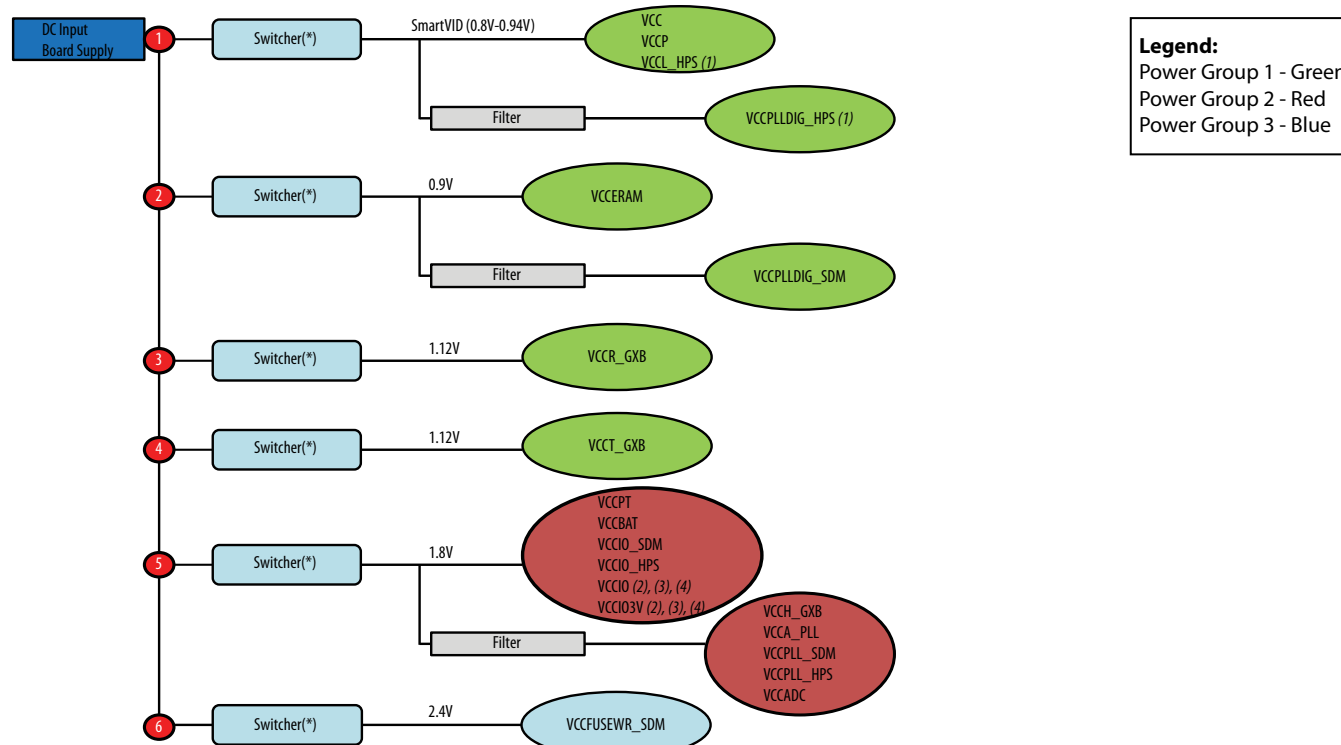 DC Input
Board Supply
1
Switcher(*)
SmartVID (0.8V-0.94V)
VCC
VCCP
VCCL_HPS (1)
Filter
VCCPLLDIG_HPS (1)
Legend:
Power Group 1 - Green
Power Group 2 - Red
Power Group 3 - Blue
2
Switcher(*)
0.9V
VCCERAM
Filter
VCCPLLDIG_SDM
3
Switcher(*)
1.12V
VCCR_GXB
4
Switcher(*)
1.12V
VCCT_GXB
5
Switcher(*)
1.8V
VCCPT
VCCBAT
VCCIO_SDM
VCCIO_HPS
VCCIO (2), (3), (4)
VCCIO3V (2), (3), (4)
Filter
VCCH_GXB
VCCA_PLL
VCCPLL_SDM
VCCPLL_HPS
VCCADC
6
Switcher(*)
2.4V
VCCFUSEWR_SDM